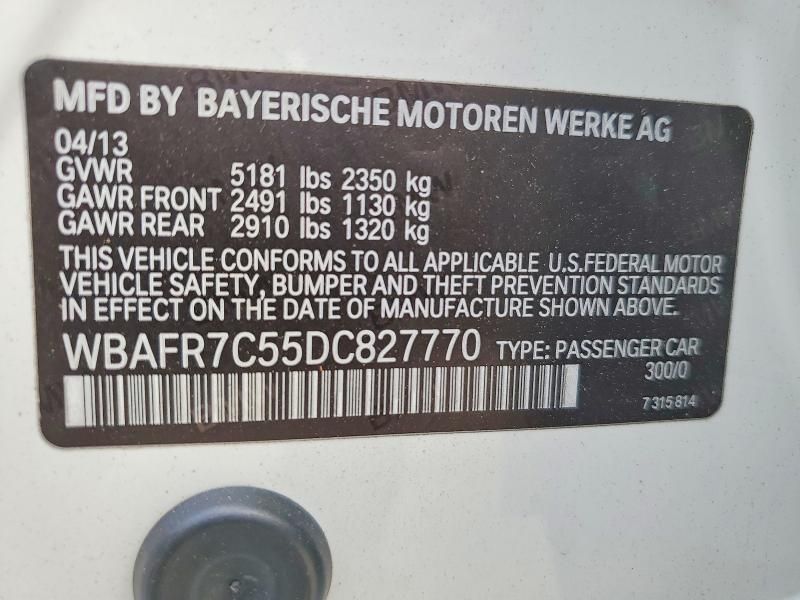 MFD BY BAYERISCHE MOTOREN WERKE AG
04/13
GVWR 5181 lbs 2350 kg
GAWR FRONT 2491 lbs 1130 kg
GAWR REAR 2910 lbs 1320 kg
THIS VEHICLE CONFORMS TO ALL APPLICABLE U.S.FEDERAL MOTOR
VEHICLE SAFETY, BUMPER AND THEFT PREVENTION STANDARDS
IN EFFECT ON THE DATE OF MANUFACTURE SHOWN ABOVE.
WBAFR7C55DC827770 TYPE: PASSENGER CAR
300/0
7 315 814